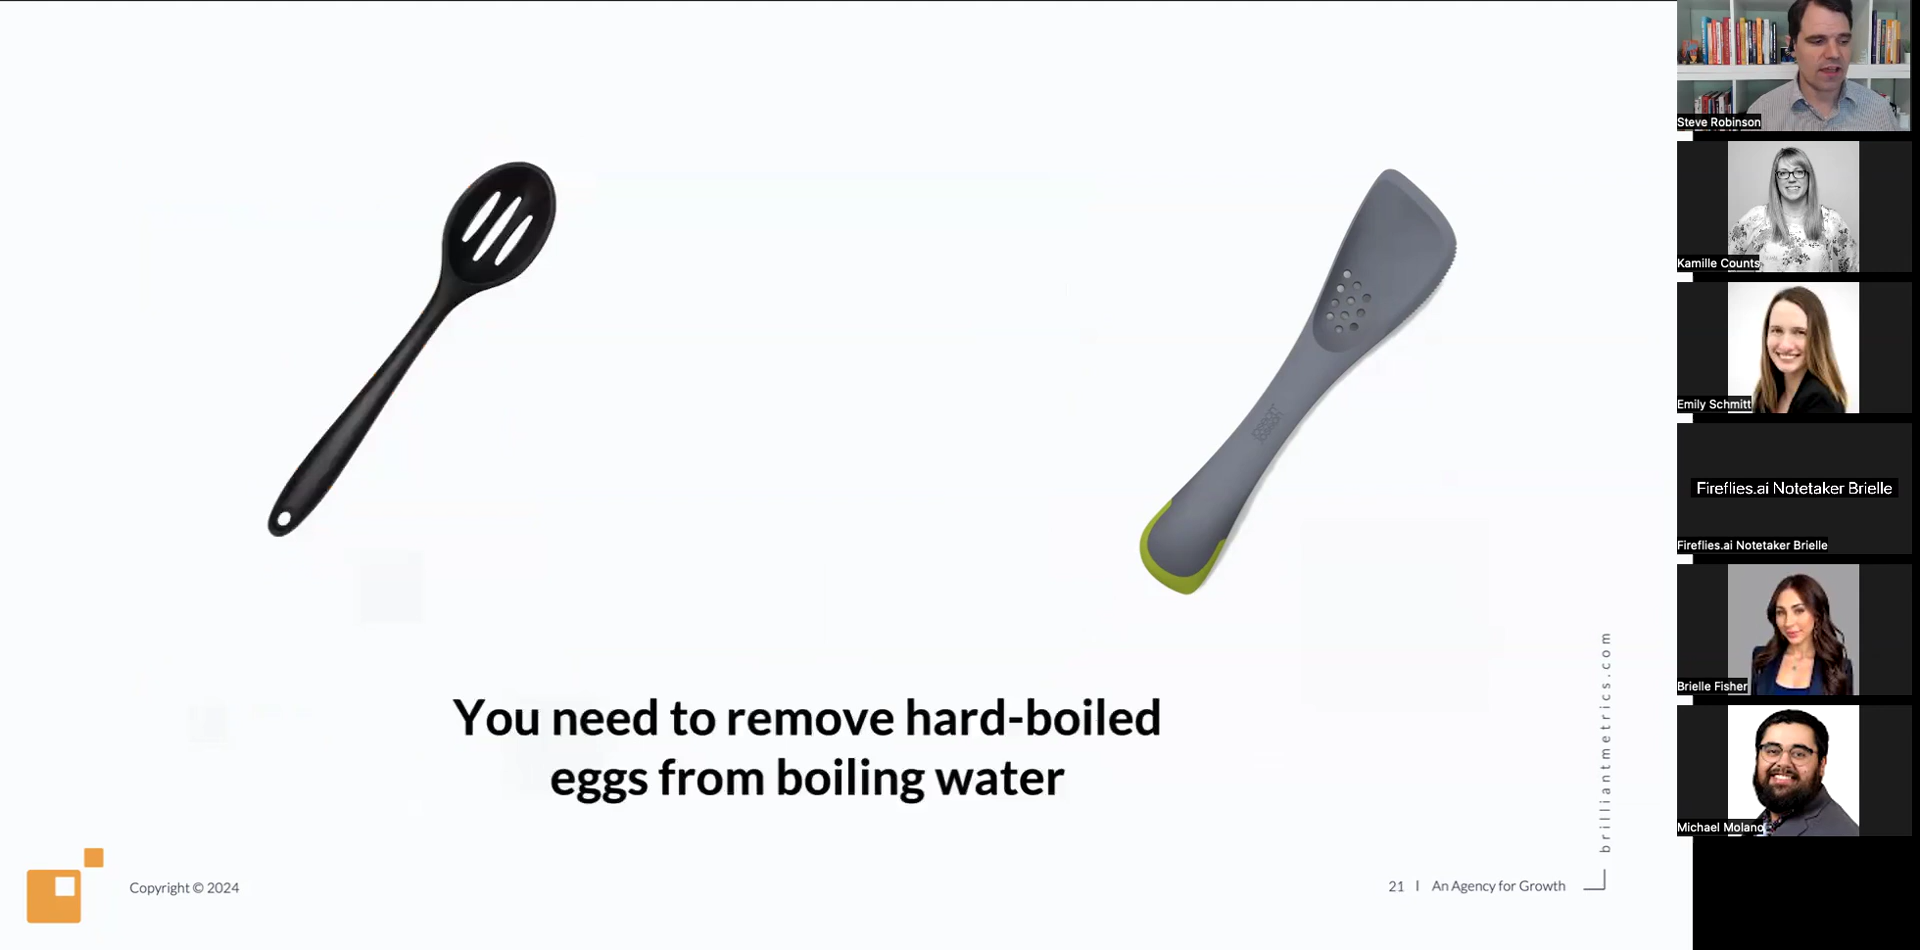 You need to remove hard-boiled
eggs from boiling water
Copyright © 2024
21 | An Agency for Growth
brilliantmetrics.com
Steve Robinson
Kamille Counts
Emily Schmitt
Fireflies.ai Notetaker Brielle
Fireflies.ai Notetaker Brielle
Brielle Fisher
Michael Molano